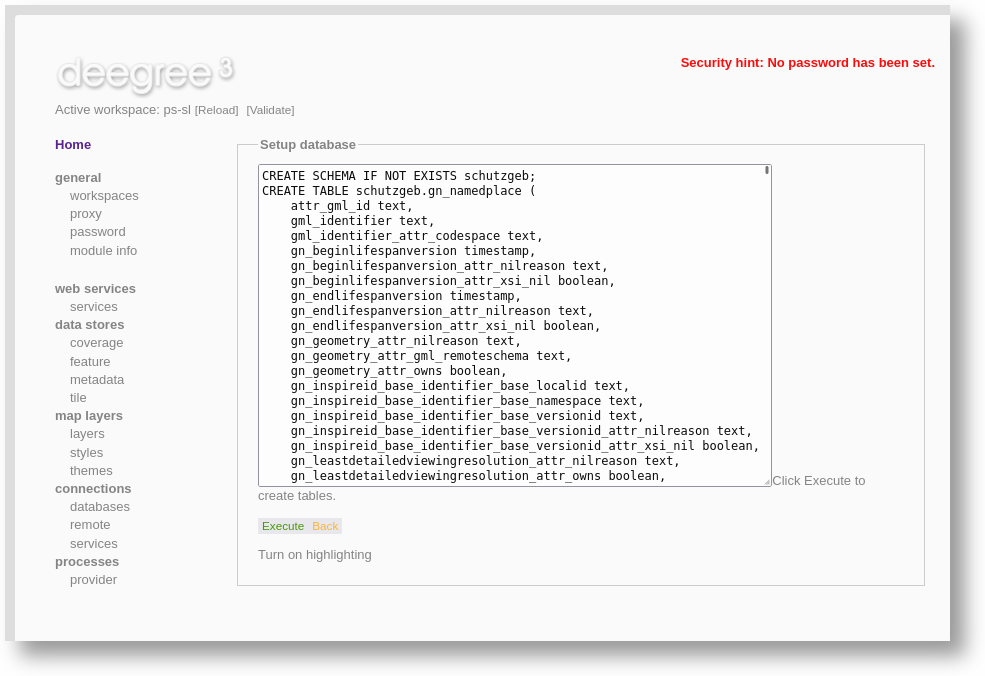 deegree 3
Security hint: No password has been set.
Active workspace: ps-sl [Reload] [Validate]
Home
general
workspaces
proxy
password
module info
web services
services
data stores
coverage
feature
metadata
tile
map layers
layers
styles
themes
connections
databases
remote
services
processes
provider
Setup database
CREATE SCHEMA IF NOT EXISTS schutzgeb;
CREATE TABLE schutzgeb.gn_namedplace (
    attr_gml_id text,
    gml_identifier text,
    gml_identifier_attr_codespace text,
    gn_beginlifespanversion timestamp,
    gn_beginlifespanversion_attr_nilreason text,
    gn_beginlifespanversion_attr_xsi_nil boolean,
    gn_endlifespanversion timestamp,
    gn_endlifespanversion_attr_nilreason text,
    gn_endlifespanversion_attr_xsi_nil boolean,
    gn_geometry_attr_nilreason text,
    gn_geometry_attr_gml_remoteschema text,
    gn_geometry_attr_owns boolean,
    gn_inspireid_base_identifier_base_localid text,
    gn_inspireid_base_identifier_base_namespace text,
    gn_inspireid_base_identifier_base_versionid text,
    gn_inspireid_base_identifier_base_versionid_attr_nilreason text,
    gn_inspireid_base_identifier_base_versionid_attr_xsi_nil boolean,
    gn_leastdetailedviewingresolution_attr_nilreason text,
    gn_leastdetailedviewingresolution_attr_owns boolean,
Click Execute to
create tables.
Execute Back
Turn on highlighting